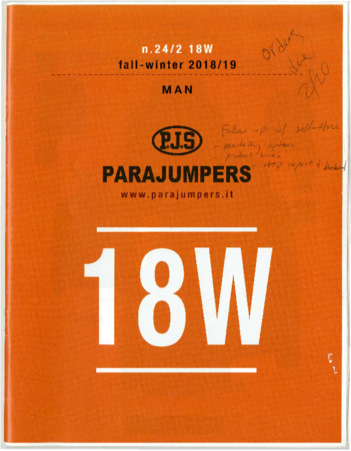 n.24/2 18W
fall-winter 2018/19
MAN
orders
due
2/20
Follow up w/
- marketing
PJS
PARAJUMPERS
www.parajumpers.it
18W